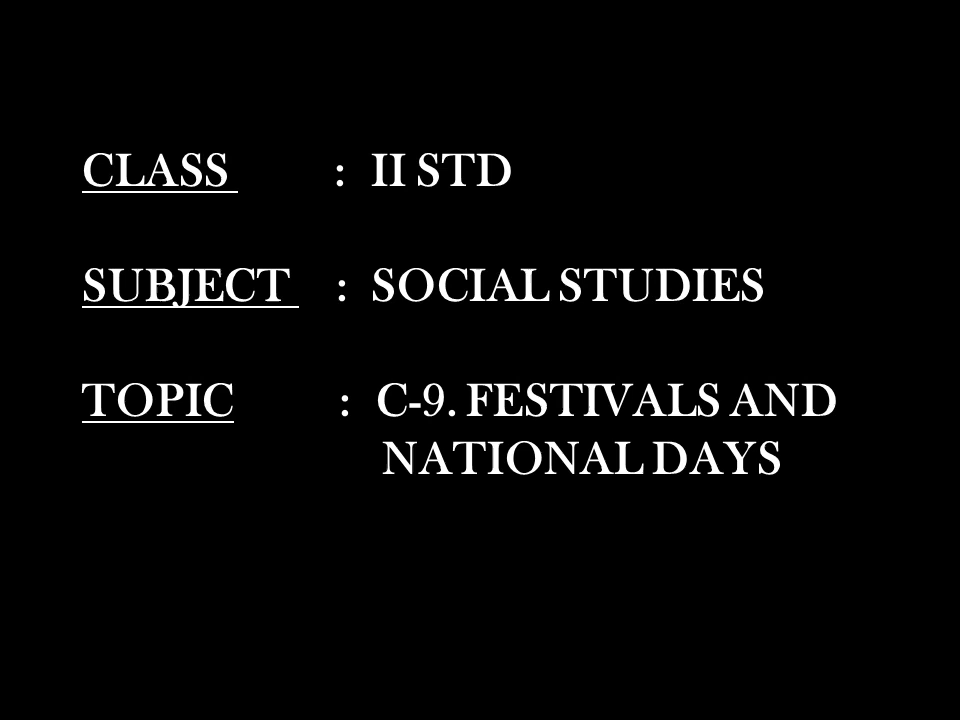 CLASS : II STD
SUBJECT : SOCIAL STUDIES
TOPIC : C-9. FESTIVALS AND
NATIONAL DAYS